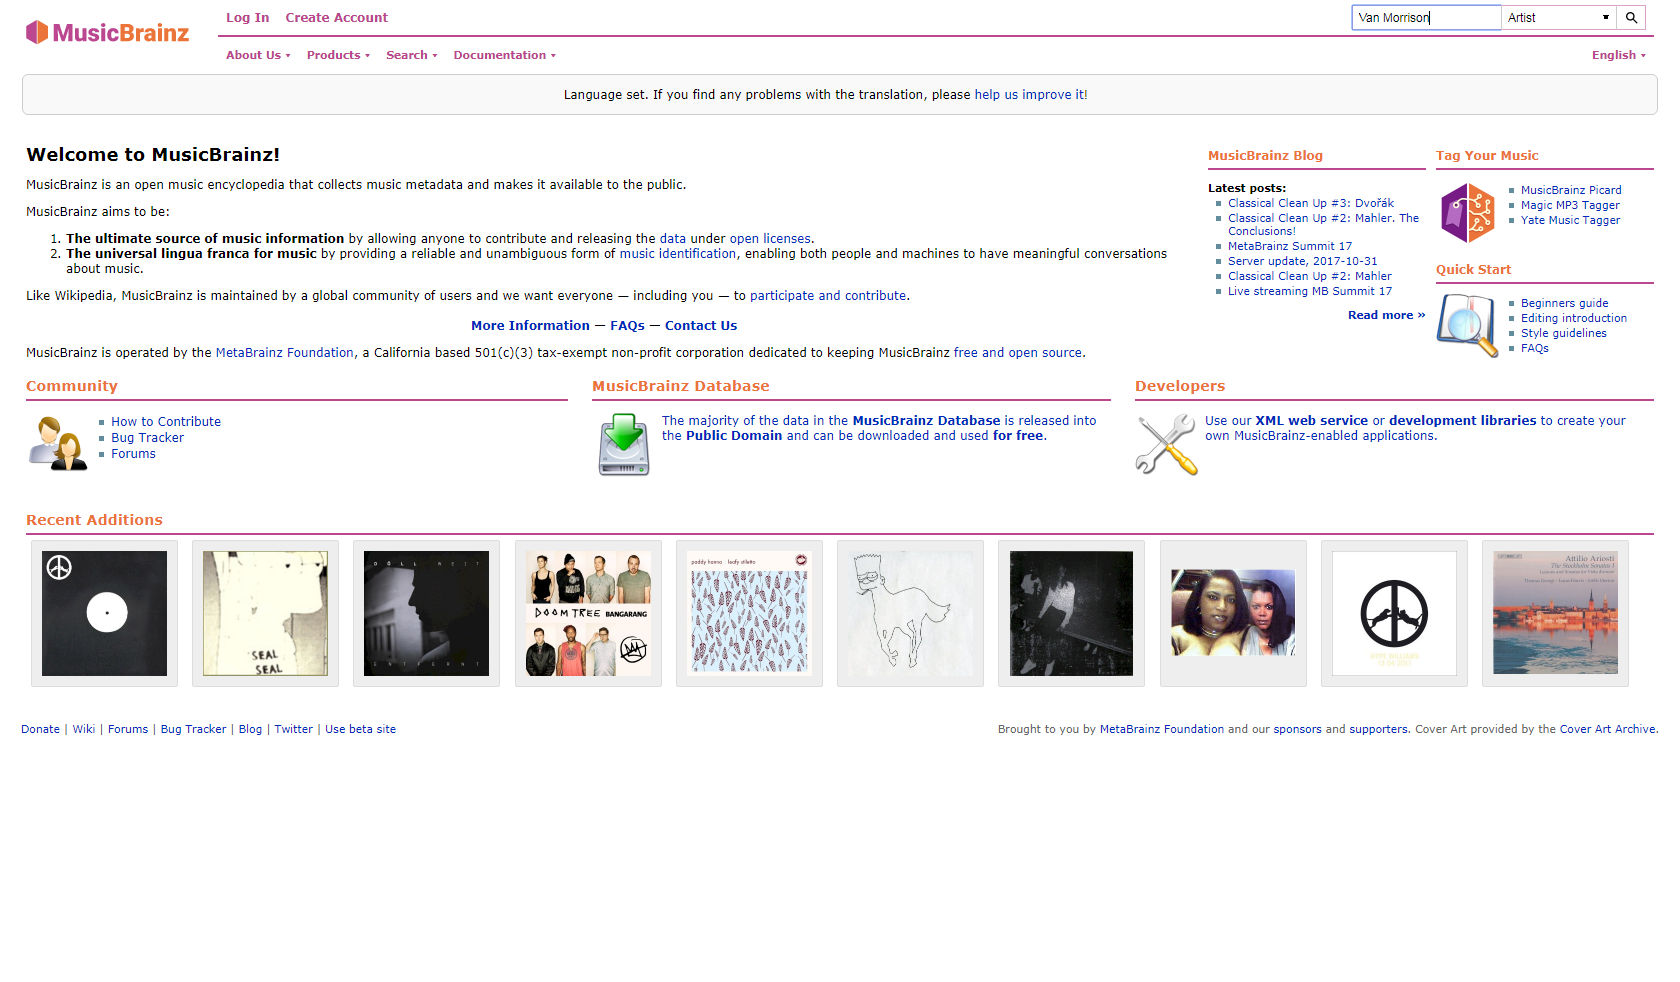 MusicBrainz
Log In Create Account
Van Morrison Artist
About Us Products Search Documentation English
Language set. If you find any problems with the translation, please help us improve it!
Welcome to MusicBrainz!
MusicBrainz is an open music encyclopedia that collects music metadata and makes it available to the public.
MusicBrainz aims to be:
1. The ultimate source of music information by allowing anyone to contribute and releasing the data under open licenses.
2. The universal lingua franca for music by providing a reliable and unambiguous form of music identification, enabling both people and machines to have meaningful conversations
about music.
Like Wikipedia, MusicBrainz is maintained by a global community of users and we want everyone — including you — to participate and contribute.
More Information — FAQs — Contact Us
MusicBrainz is operated by the MetaBrainz Foundation, a California based 501(c)(3) tax-exempt non-profit corporation dedicated to keeping MusicBrainz free and open source.
MusicBrainz Blog
Latest posts:
Classical Clean Up #3: Dvořák
Classical Clean Up #2: Mahler. The
Conclusions!
MetaBrainz Summit 17
Server update, 2017-10-31
Classical Clean Up #2: Mahler
Live streaming MB Summit 17
Read more »
Tag Your Music
MusicBrainz Picard
Magic MP3 Tagger
Yate Music Tagger
Quick Start
Beginners guide
Editing introduction
Style guidelines
FAQs
Community
How to Contribute
Bug Tracker
Forums
MusicBrainz Database
The majority of the data in the MusicBrainz Database is released into
the Public Domain and can be downloaded and used for free.
Developers
Use our XML web service or development libraries to create your
own MusicBrainz-enabled applications.
Recent Additions
SEAL
SEAL
DÖLL WEIT
ENTFERNT
DOOMTREE BANGARANG
paddy hanna leafy stiletto
HYPE WILLIAMS
Attilio Ariosti
The Stockholm Sonatas I
Donate | Wiki | Forums | Bug Tracker | Blog | Twitter | Use beta site
Brought to you by MetaBrainz Foundation and our sponsors and supporters. Cover Art provided by the Cover Art Archive.